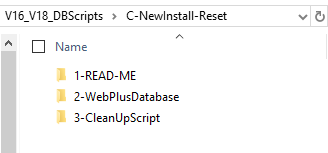 V16_V18_DBScripts > C-NewInstall-Reset
Name
1-READ-ME
2-WebPlusDatabase
3-CleanUpScript